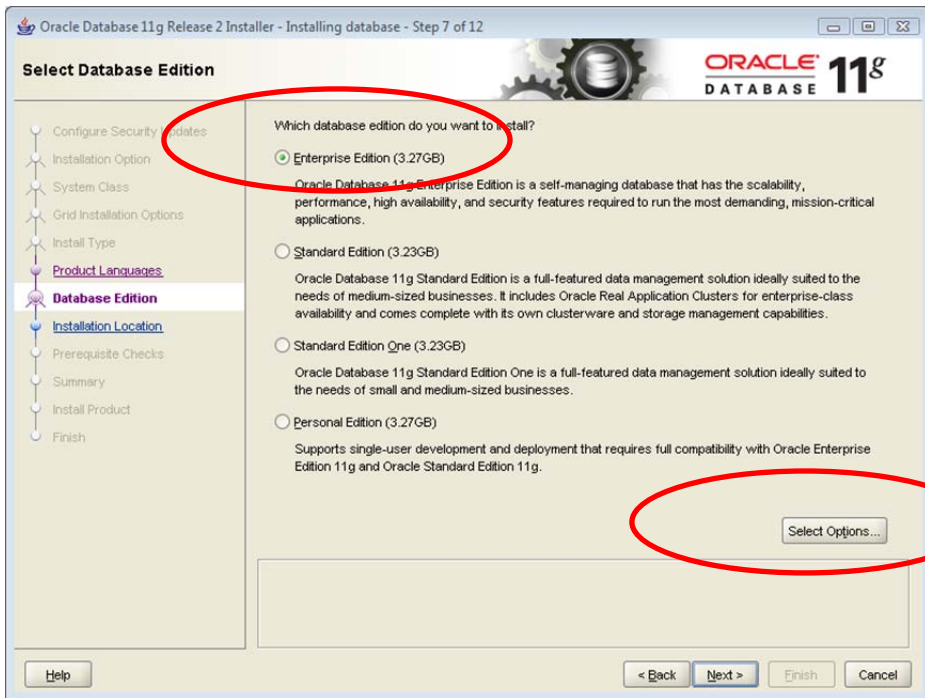 Oracle Database 11g Release 2 Installer - Installing database - Step 7 of 12
Select Database Edition
ORACLE
DATABASE
11g
Configure Security Updates
Installation Option
System Class
Grid Installation Options
Install Type
Product Languages
Database Edition
Installation Location
Prerequisite Checks
Summary
Install Product
Finish
Which database edition do you want to install?
Enterprise Edition (3.27GB)
Oracle Database 11g Enterprise Edition is a self-managing database that has the scalability,
performance, high availability, and security features required to run the most demanding, mission-critical
applications.
Standard Edition (3.23GB)
Oracle Database 11g Standard Edition is a full-featured data management solution ideally suited to the
needs of medium-sized businesses. It includes Oracle Real Application Clusters for enterprise-class
availability and comes complete with its own clusterware and storage management capabilities.
Standard Edition One (3.23GB)
Oracle Database 11g Standard Edition One is a full-featured data management solution ideally suited to
the needs of small and medium-sized businesses.
Personal Edition (3.27GB)
Supports single-user development and deployment that requires full compatibility with Oracle Enterprise
Edition 11g and Oracle Standard Edition 11g.
Select Options...
Help
< Back
Next >
Finish
Cancel